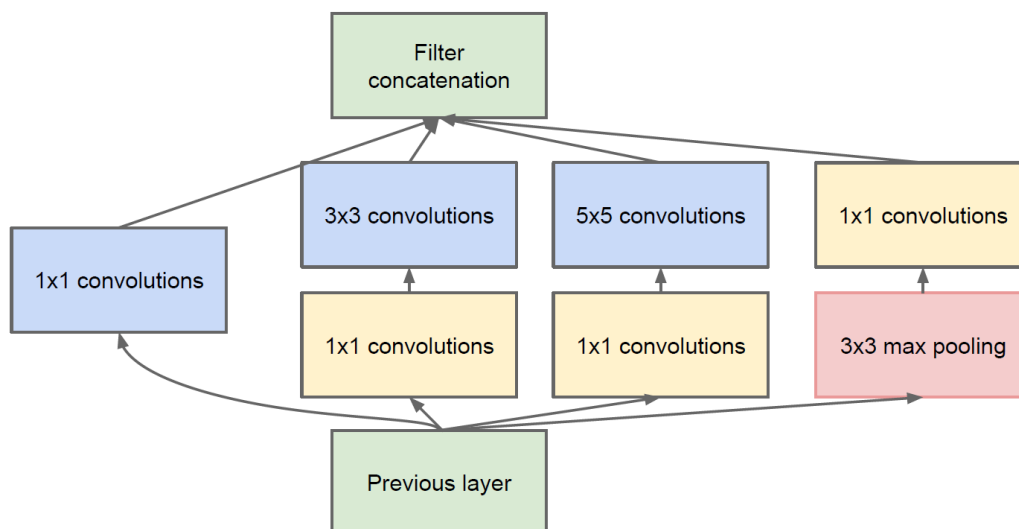 Filter
concatenation
3x3 convolutions
5x5 convolutions
1x1 convolutions
1x1 convolutions
1x1 convolutions
1x1 convolutions
3x3 max pooling
Previous layer